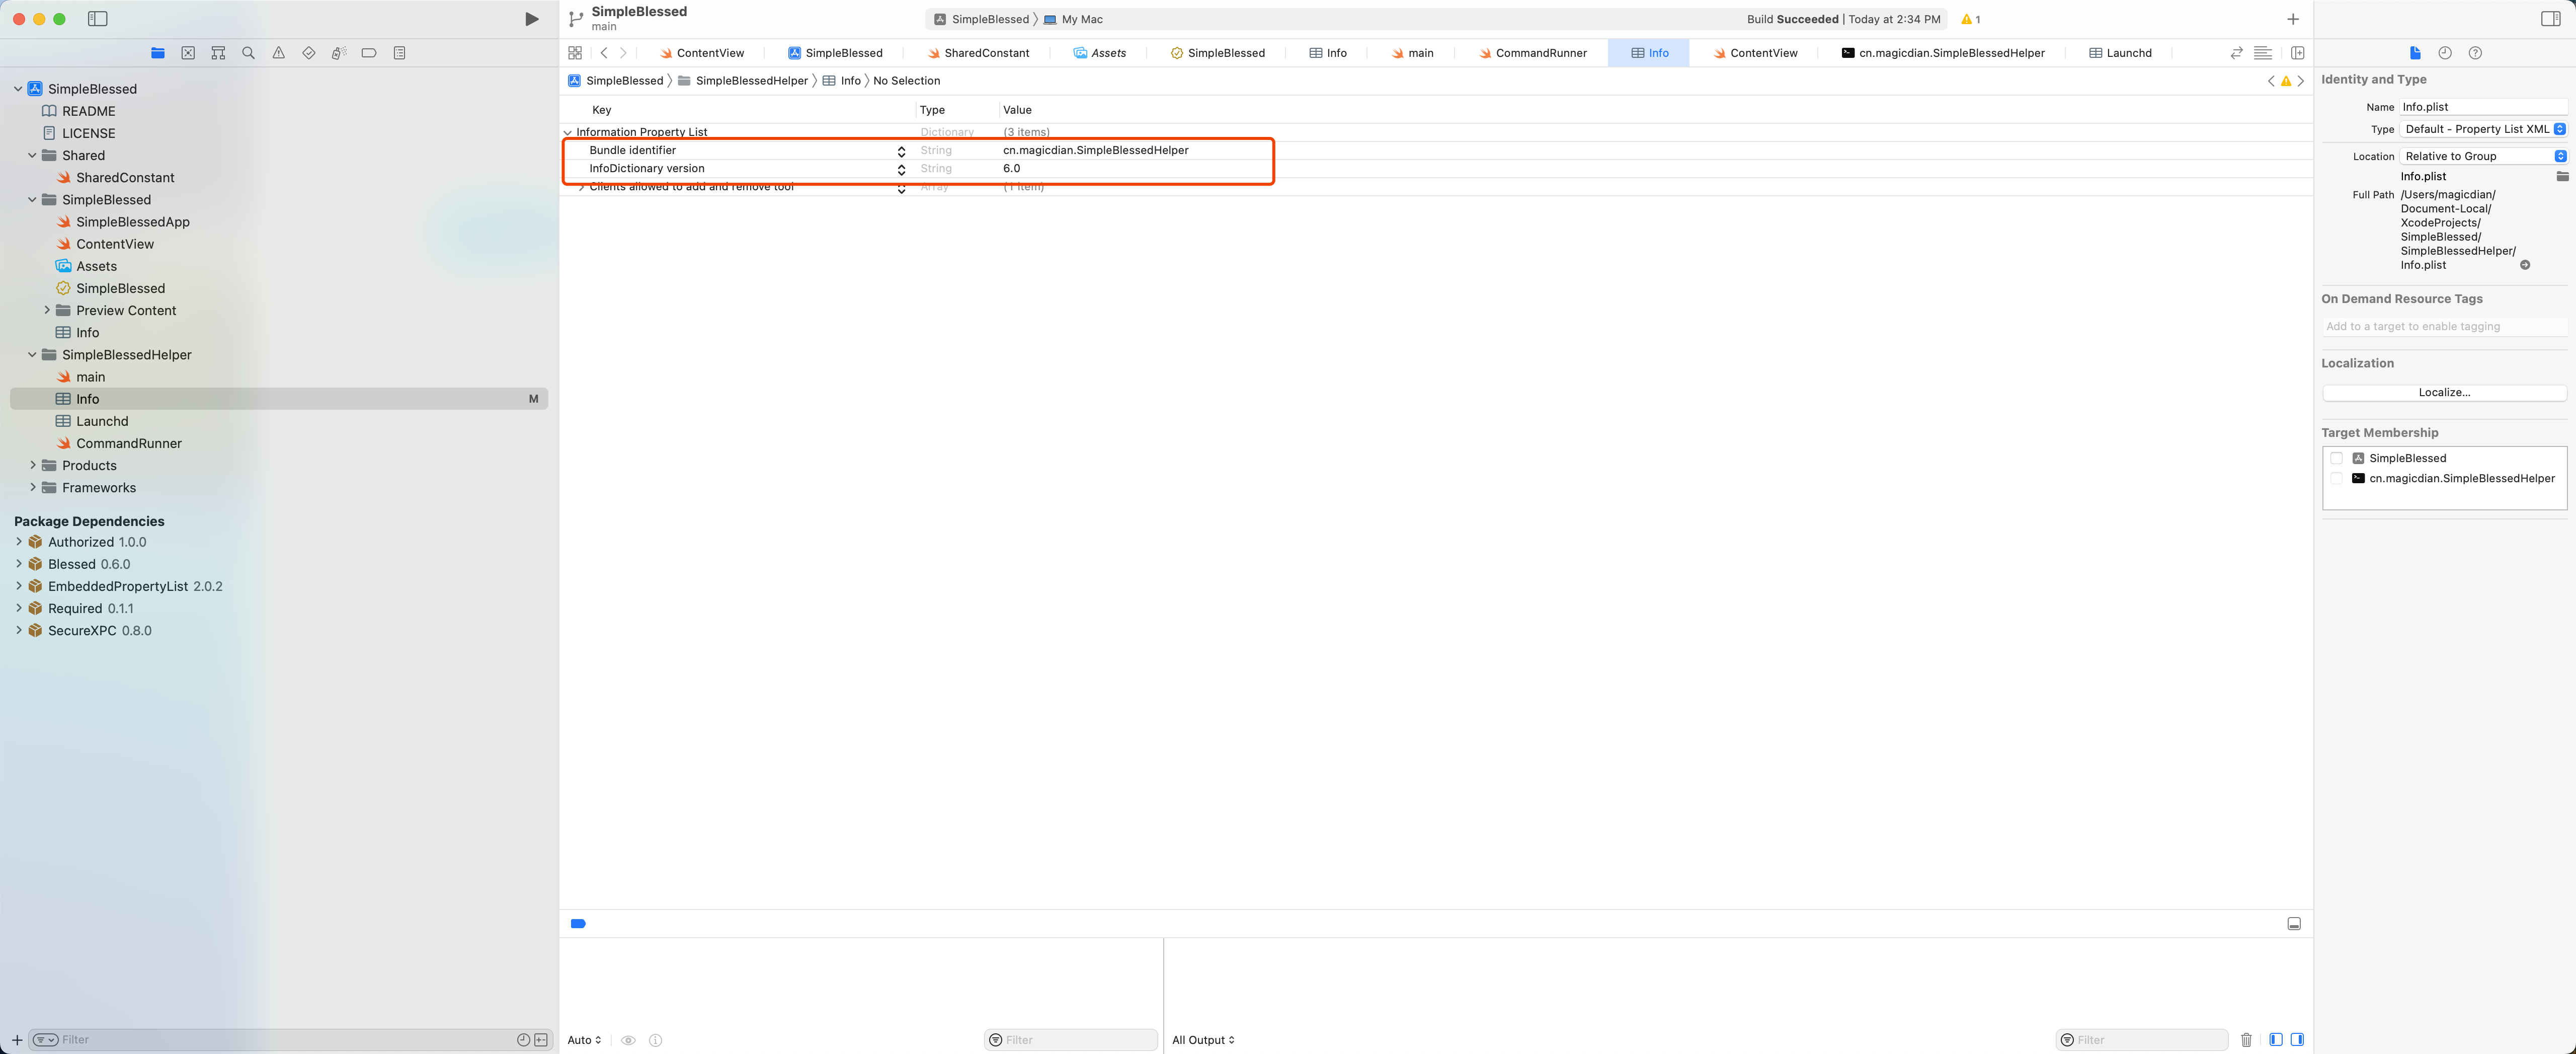 SimpleBlessed
main
SimpleBlessed 〉 My Mac
Build Succeeded | Today at 2:34 PM
1
ContentView
SimpleBlessed
SharedConstant
Assets
SimpleBlessed
Info
main
CommandRunner
Info
ContentView
cn.magicdian.SimpleBlessedHelper
Launchd
SimpleBlessed 〉 SimpleBlessedHelper 〉 Info 〉 No Selection
SimpleBlessed
README
LICENSE
Shared
SharedConstant
SimpleBlessed
SimpleBlessedApp
ContentView
Assets
SimpleBlessed
Preview Content
Info
SimpleBlessedHelper
main
Info M
Launchd
CommandRunner
Products
Frameworks
Package Dependencies
Authorized 1.0.0
Blessed 0.6.0
EmbeddedPropertyList 2.0.2
Required 0.1.1
SecureXPC 0.8.0
Filter
Key Type Value
Information Property List Dictionary (3 items)
Bundle identifier String cn.magicdian.SimpleBlessedHelper
InfoDictionary version String 6.0
Clients allowed to add and remove tool Array (1 item)
Auto
Filter
All Output
Filter
Identity and Type
Name Info.plist
Type Default - Property List XML
Location Relative to Group
Info.plist
Full Path /Users/magicdian/
Document-Local/
XcodeProjects/
SimpleBlessed/
SimpleBlessedHelper/
Info.plist
On Demand Resource Tags
Add to a target to enable tagging
Localization
Localize...
Target Membership
SimpleBlessed
cn.magicdian.SimpleBlessedHelper